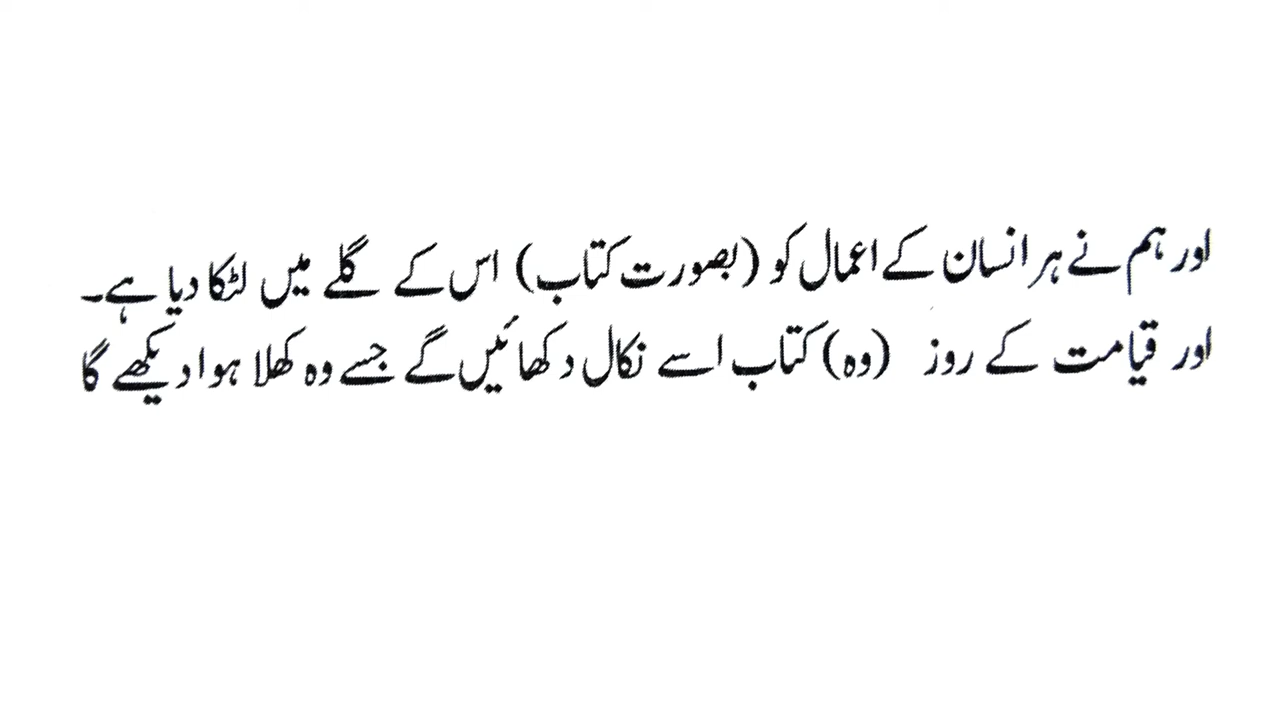 اور ہم نے ہر انسان کے اعمال کو (بصورت کتاب) اس کے گلے میں لٹکا دیا ہے۔
اور قیامت کے روز (وہ) کتاب اسے نکال دکھائیں گے جسے وہ کھلا ہوا دیکھے گا